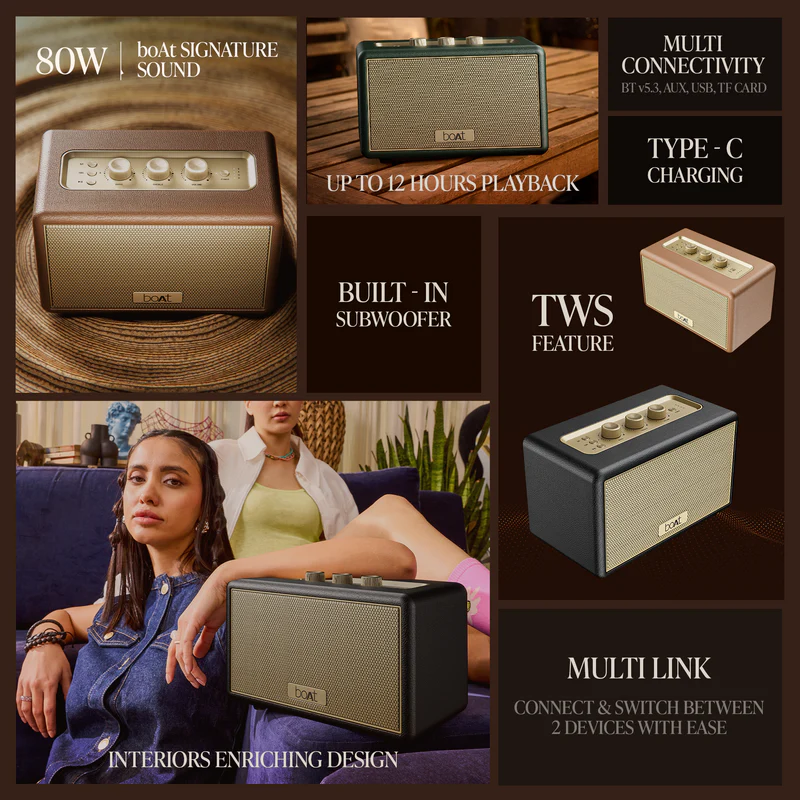 80W
boAt SIGNATURE
SOUND
boAt
boAt
UP TO 12 HOURS PLAYBACK
MULTI
CONNECTIVITY
BT v5.3, AUX, USB, TF CARD
TYPE - C
CHARGING
BUILT - IN
SUBWOOFER
TWS
FEATURE
boAt
boAt
boAt
INTERIORS ENRICHING DESIGN
MULTI LINK
CONNECT & SWITCH BETWEEN
2 DEVICES WITH EASE